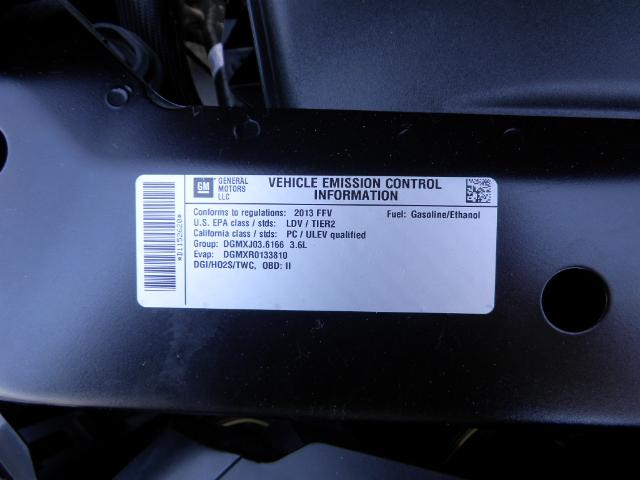 GM
GENERAL
MOTORS
LLC
VEHICLE EMISSION CONTROL
INFORMATION
Conforms to regulations: 2013 FFV Fuel: Gasoline/Ethanol
U.S. EPA class / stds: LDV / TIER2
California class / stds: PC / ULEV qualified
Group: DGMXJ03.6166 3.6L
Evap: DGMXR0133810
DGI/HO2S/TWC, OBD: II
*D1152620*